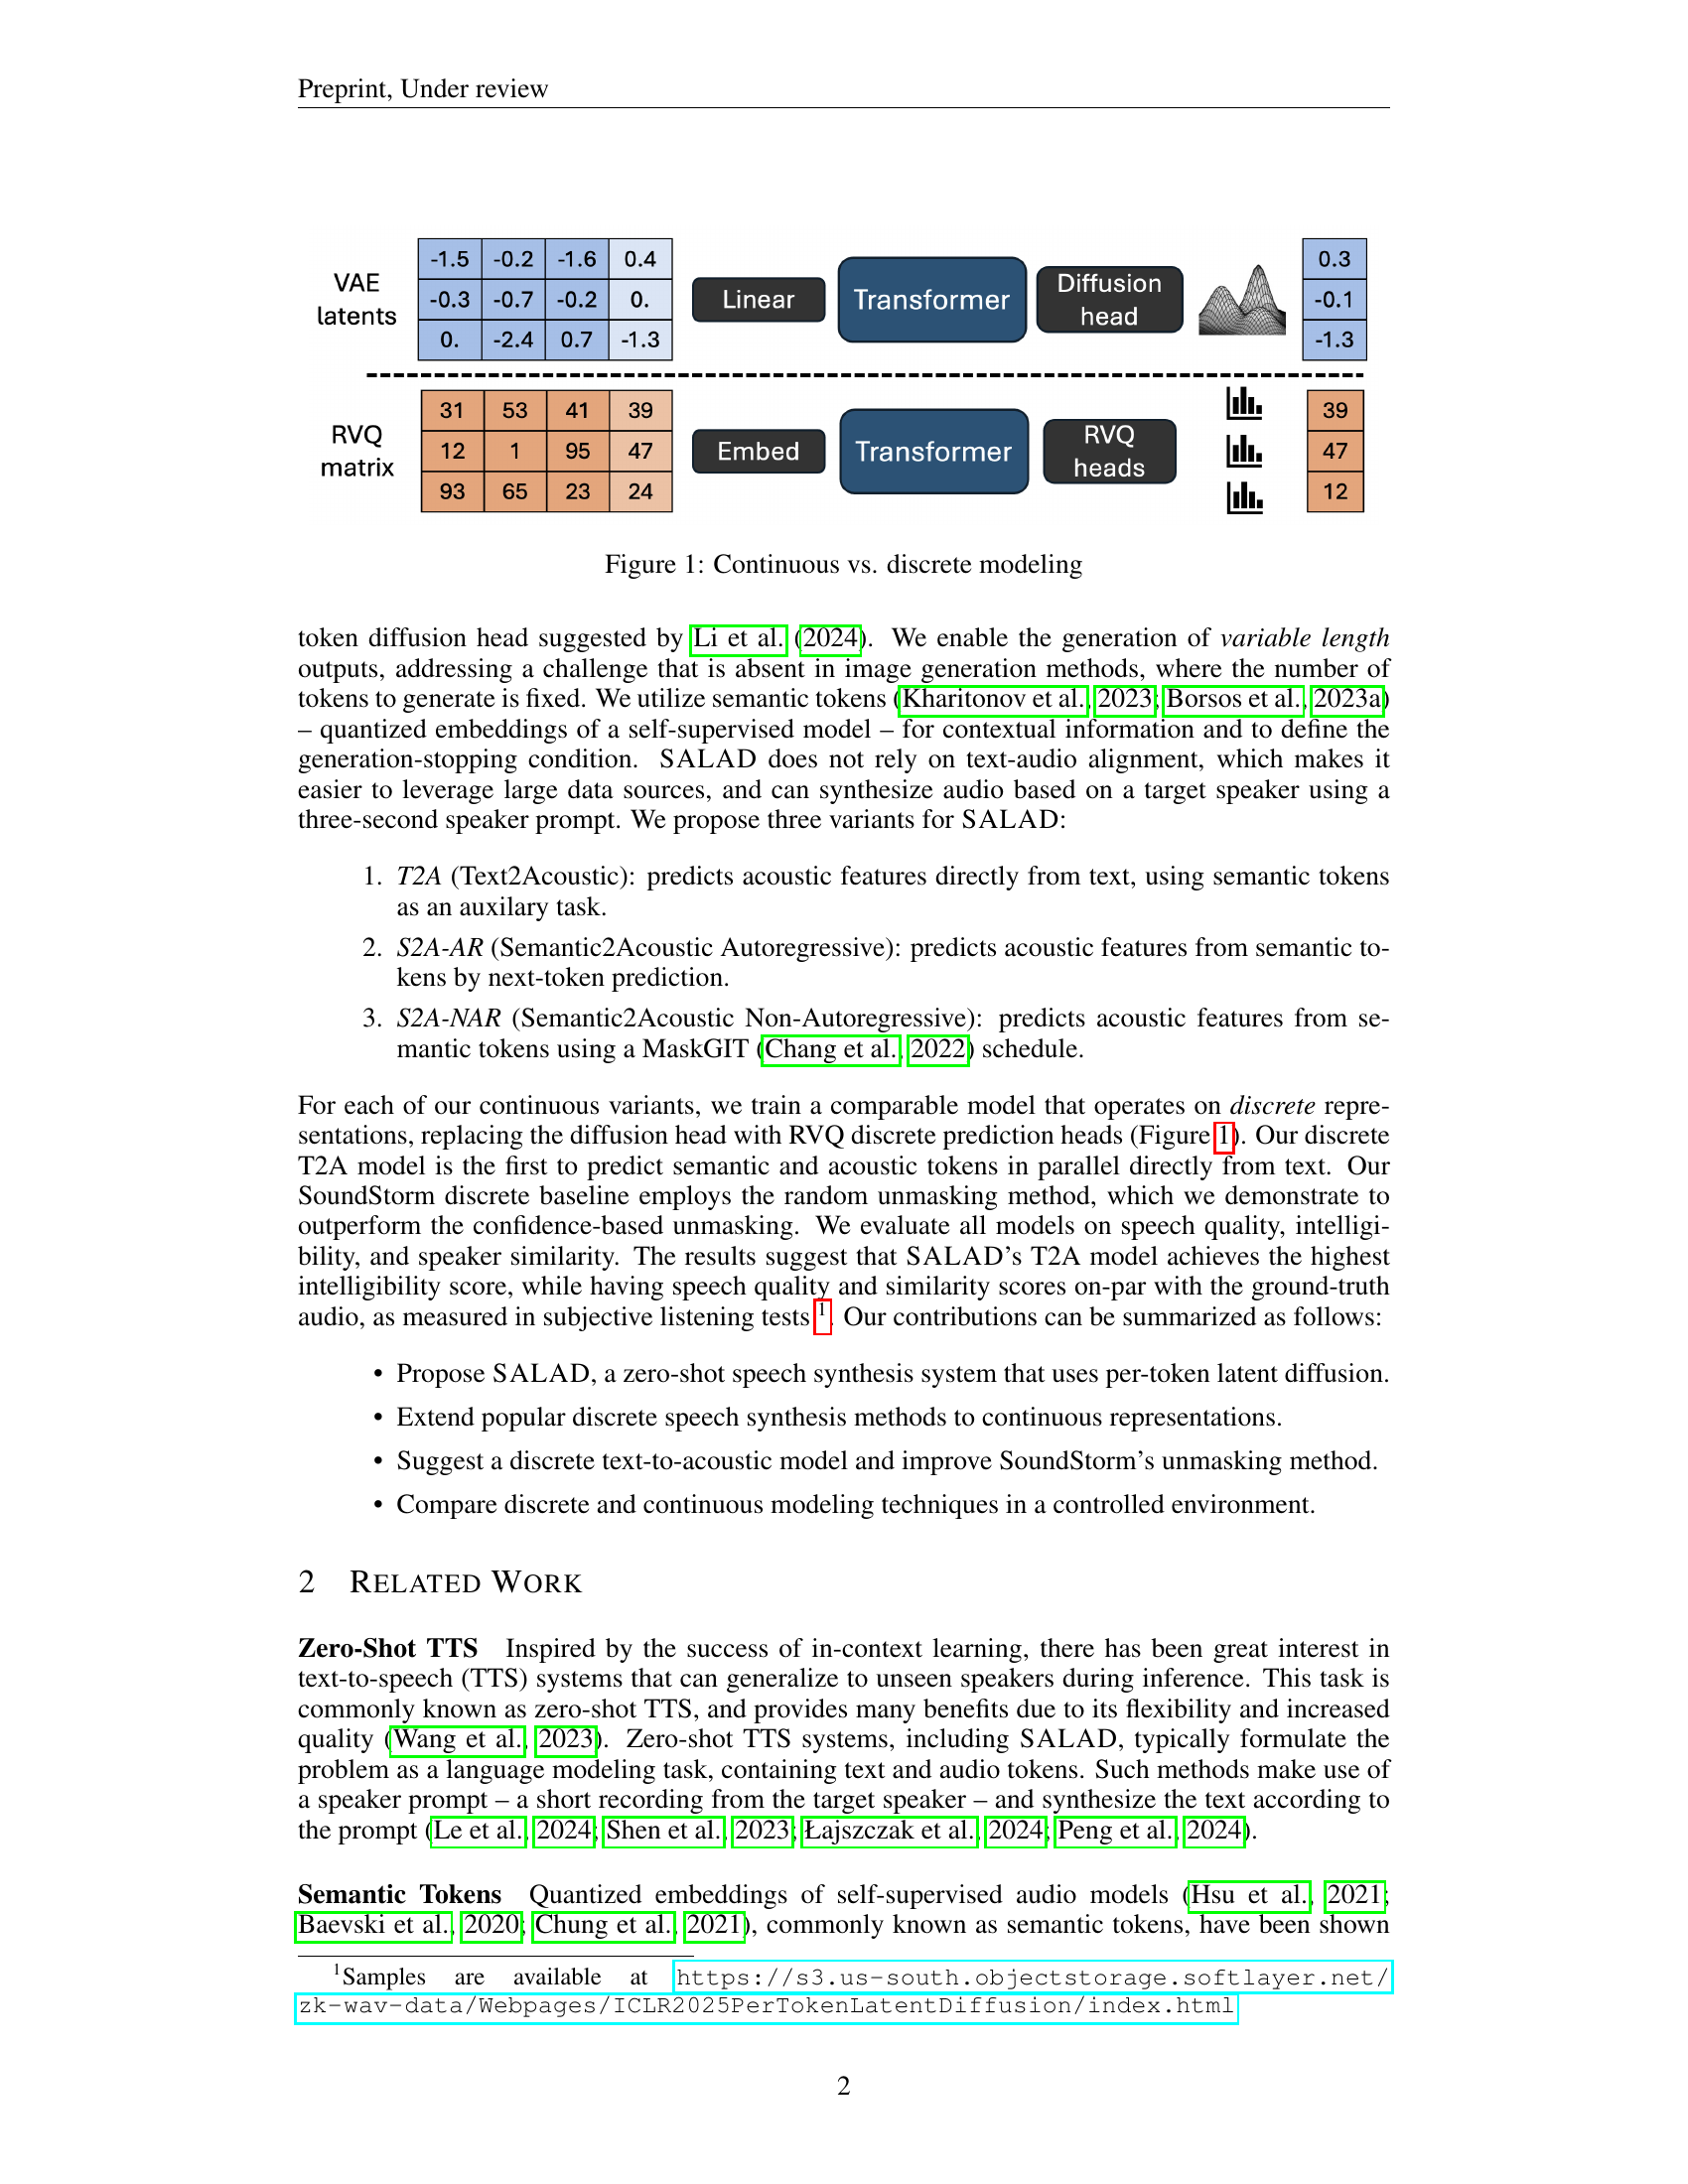 Preprint, Under review
VAE latents
-1.5 -0.2 -1.6 0.4
-0.3 -0.7 -0.2 0.
0. -2.4 0.7 -1.3
Linear
Transformer
Diffusion head
0.3
-0.1
-1.3
RVQ matrix
31 53 41 39
12 1 95 47
93 65 23 24
Embed
Transformer
RVQ heads
39
47
12
Figure 1: Continuous vs. discrete modeling
token diffusion head suggested by Li et al. (2024). We enable the generation of variable length
outputs, addressing a challenge that is absent in image generation methods, where the number of
tokens to generate is fixed. We utilize semantic tokens (Kharitonov et al., 2023; Borsos et al., 2023a)
– quantized embeddings of a self-supervised model – for contextual information and to define the
generation-stopping condition. SALAD does not rely on text-audio alignment, which makes it
easier to leverage large data sources, and can synthesize audio based on a target speaker using a
three-second speaker prompt. We propose three variants for SALAD:
1. T2A (Text2Acoustic): predicts acoustic features directly from text, using semantic tokens
as an auxilary task.
2. S2A-AR (Semantic2Acoustic Autoregressive): predicts acoustic features from semantic to-
kens by next-token prediction.
3. S2A-NAR (Semantic2Acoustic Non-Autoregressive): predicts acoustic features from se-
mantic tokens using a MaskGIT (Chang et al., 2022) schedule.
For each of our continuous variants, we train a comparable model that operates on discrete repre-
sentations, replacing the diffusion head with RVQ discrete prediction heads (Figure 1). Our discrete
T2A model is the first to predict semantic and acoustic tokens in parallel directly from text. Our
SoundStorm discrete baseline employs the random unmasking method, which we demonstrate to
outperform the confidence-based unmasking. We evaluate all models on speech quality, intelligi-
bility, and speaker similarity. The results suggest that SALAD's T2A model achieves the highest
intelligibility score, while having speech quality and similarity scores on-par with the ground-truth
audio, as measured in subjective listening tests 1. Our contributions can be summarized as follows:
• Propose SALAD, a zero-shot speech synthesis system that uses per-token latent diffusion.
• Extend popular discrete speech synthesis methods to continuous representations.
• Suggest a discrete text-to-acoustic model and improve SoundStorm's unmasking method.
• Compare discrete and continuous modeling techniques in a controlled environment.
2 RELATED WORK
Zero-Shot TTS Inspired by the success of in-context learning, there has been great interest in
text-to-speech (TTS) systems that can generalize to unseen speakers during inference. This task is
commonly known as zero-shot TTS, and provides many benefits due to its flexibility and increased
quality (Wang et al., 2023). Zero-shot TTS systems, including SALAD, typically formulate the
problem as a language modeling task, containing text and audio tokens. Such methods make use of
a speaker prompt – a short recording from the target speaker – and synthesize the text according to
the prompt (Le et al., 2024; Shen et al., 2023; Łajszczak et al., 2024; Peng et al., 2024).
Semantic Tokens Quantized embeddings of self-supervised audio models (Hsu et al., 2021;
Baevski et al., 2020; Chung et al., 2021), commonly known as semantic tokens, have been shown
1Samples are available at https://s3.us-south.objectstorage.softlayer.net/
zk-wav-data/Webpages/ICLR2025PerTokenLatentDiffusion/index.html
2